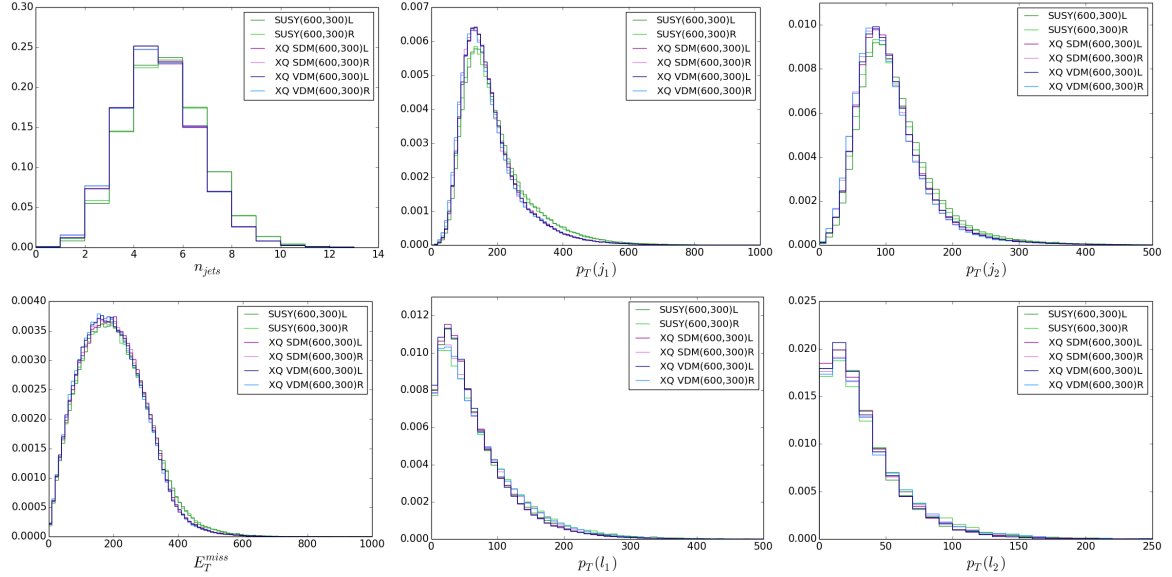 0.30
0.25
0.20
0.15
0.10
0.05
0.00
0 2 4 6 8 10 12 14
n_jets
SUSY(600,300)L
SUSY(600,300)R
XQ SDM(600,300)L
XQ SDM(600,300)R
XQ VDM(600,300)L
XQ VDM(600,300)R
0.007
0.006
0.005
0.004
0.003
0.002
0.001
0.000
0 200 400 600 800 1000
p_T(j_1)
SUSY(600,300)L
SUSY(600,300)R
XQ SDM(600,300)L
XQ SDM(600,300)R
XQ VDM(600,300)L
XQ VDM(600,300)R
0.010
0.008
0.006
0.004
0.002
0.000
0 100 200 300 400 500
p_T(j_2)
SUSY(600,300)L
SUSY(600,300)R
XQ SDM(600,300)L
XQ SDM(600,300)R
XQ VDM(600,300)L
XQ VDM(600,300)R
0.0040
0.0035
0.0030
0.0025
0.0020
0.0015
0.0010
0.0005
0.0000
0 200 400 600 800 1000
E_T^miss
SUSY(600,300)L
SUSY(600,300)R
XQ SDM(600,300)L
XQ SDM(600,300)R
XQ VDM(600,300)L
XQ VDM(600,300)R
0.012
0.010
0.008
0.006
0.004
0.002
0.000
0 100 200 300 400 500
p_T(l_1)
SUSY(600,300)L
SUSY(600,300)R
XQ SDM(600,300)L
XQ SDM(600,300)R
XQ VDM(600,300)L
XQ VDM(600,300)R
0.025
0.020
0.015
0.010
0.005
0.000
0 50 100 150 200 250
p_T(l_2)
SUSY(600,300)L
SUSY(600,300)R
XQ SDM(600,300)L
XQ SDM(600,300)R
XQ VDM(600,300)L
XQ VDM(600,300)R